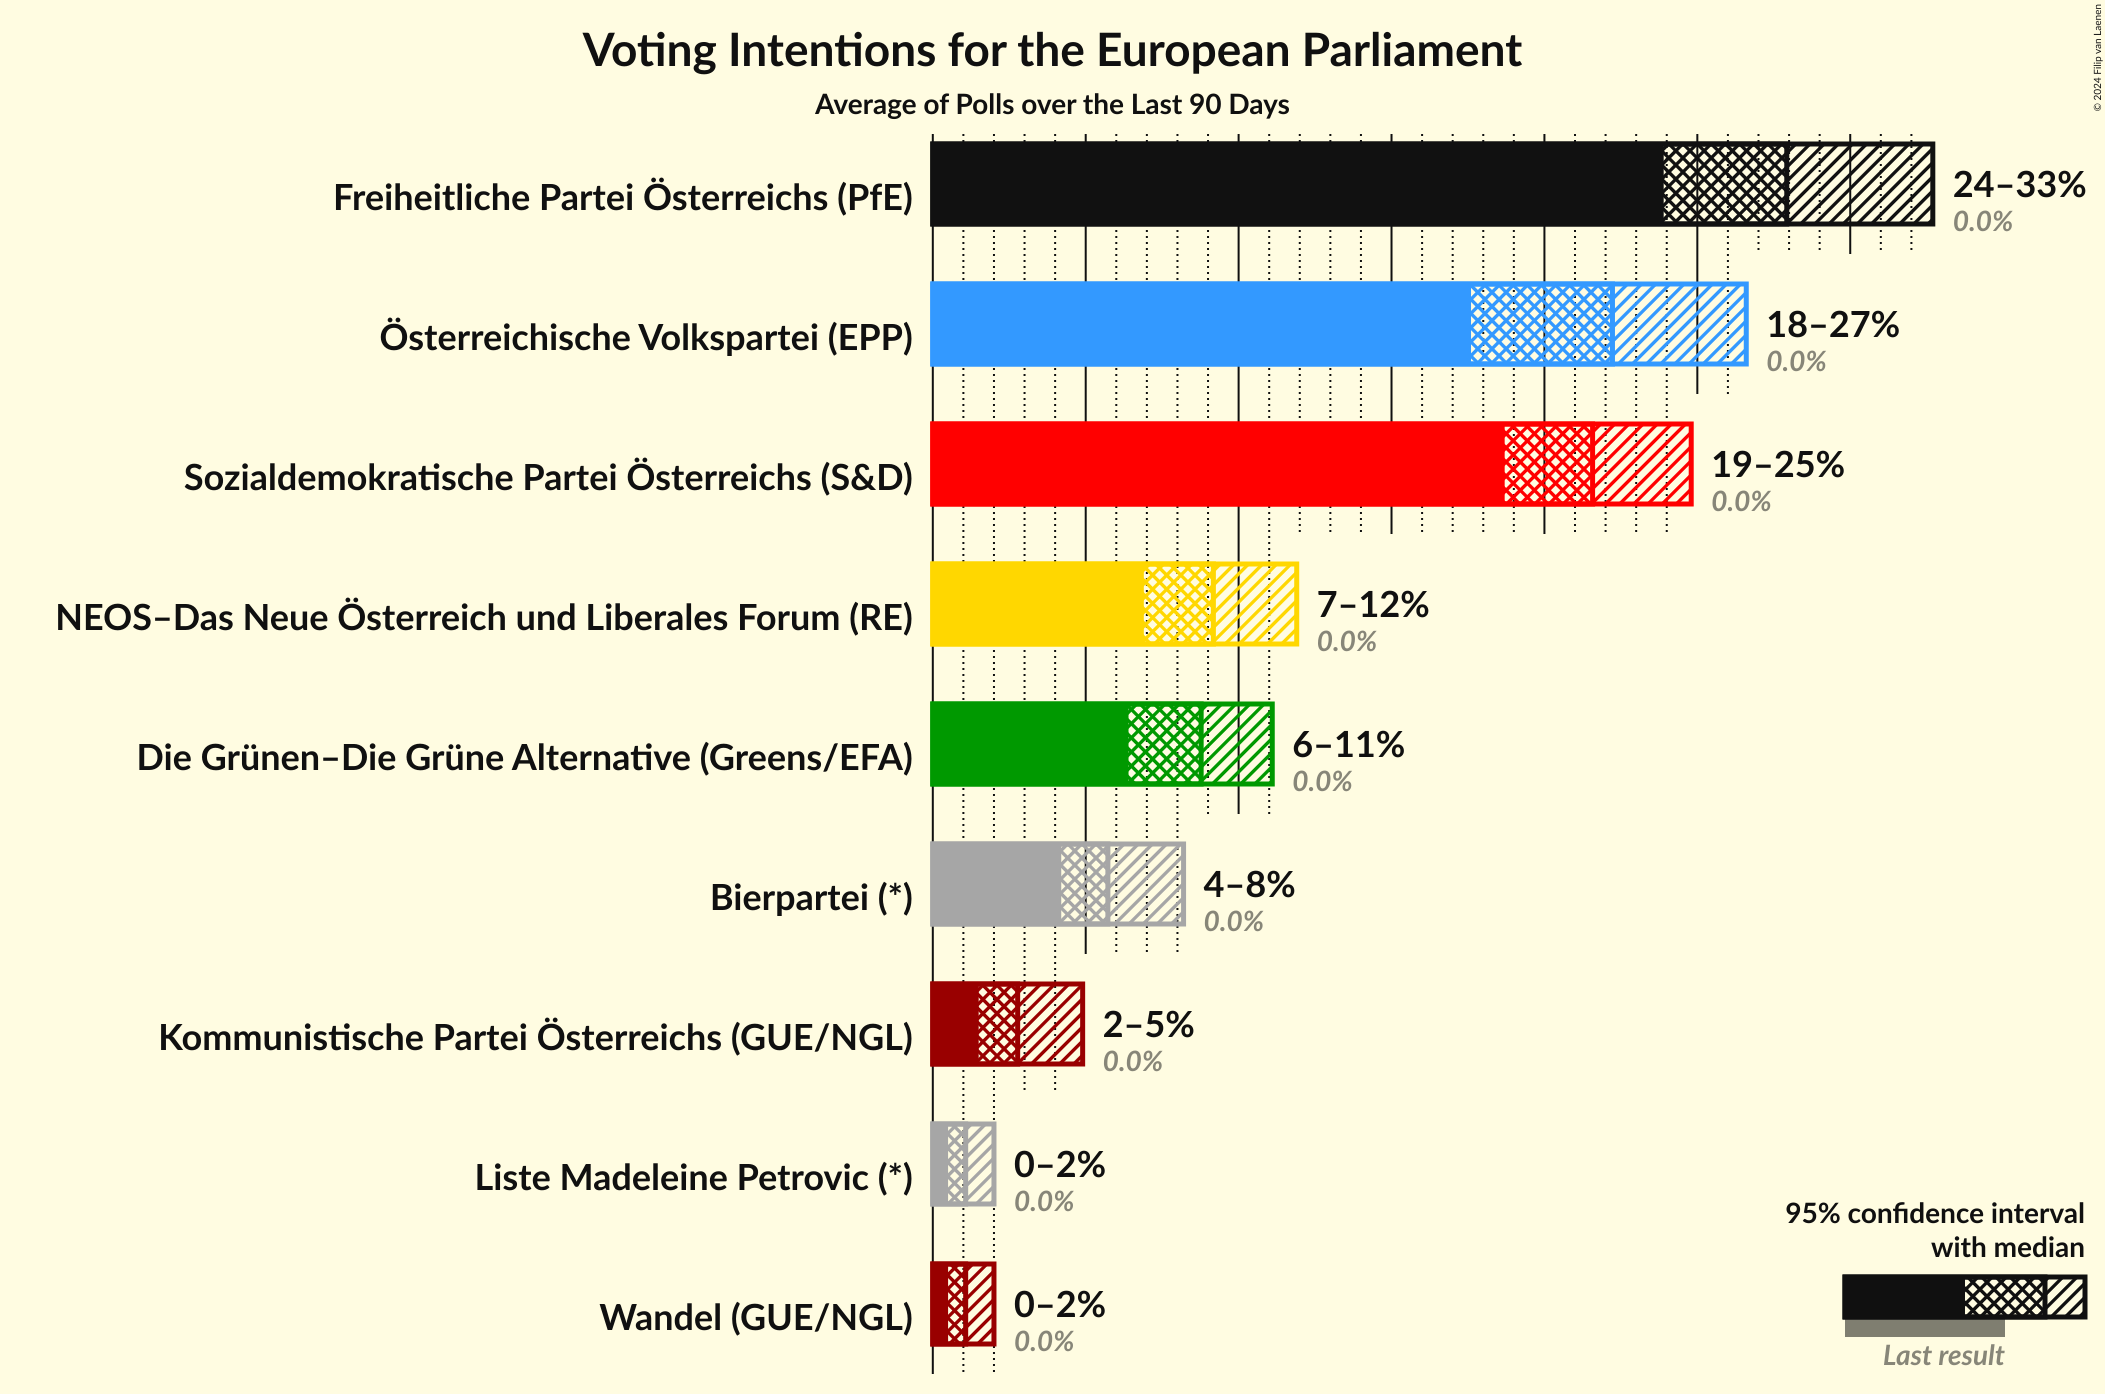 Voting Intentions for the European Parliament
Average of Polls over the Last 90 Days
© 2024 Filip van Laenen
Freiheitliche Partei Österreichs (PfE)
24–33%
0.0%
Österreichische Volkspartei (EPP)
18–27%
0.0%
Sozialdemokratische Partei Österreichs (S&D)
19–25%
0.0%
NEOS–Das Neue Österreich und Liberales Forum (RE)
7–12%
0.0%
Die Grünen–Die Grüne Alternative (Greens/EFA)
6–11%
0.0%
Bierpartei (*)
4–8%
0.0%
Kommunistische Partei Österreichs (GUE/NGL)
2–5%
0.0%
Liste Madeleine Petrovic (*)
0–2%
0.0%
Wandel (GUE/NGL)
0–2%
0.0%
95% confidence interval
with median
Last result